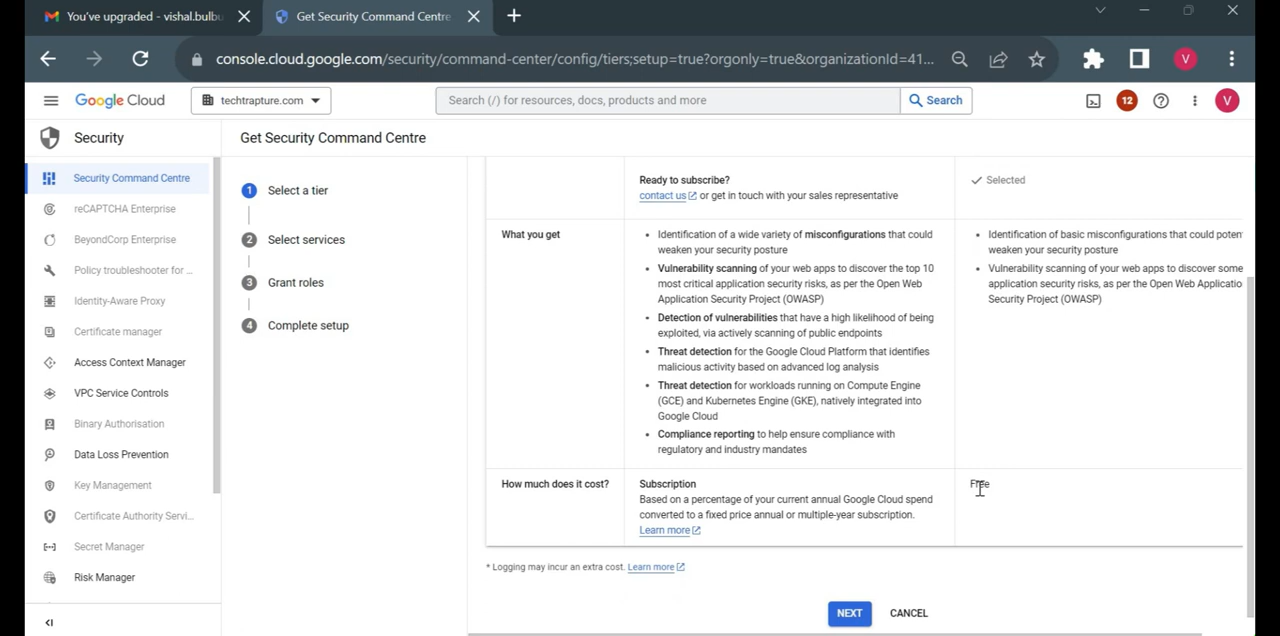 You've upgraded - vishal.bulbu
Get Security Command Centre
console.cloud.google.com/security/command-center/config/tiers;setup=true?orgonly=true&organizationId=41...
V
Google Cloud
techtrapture.com
Search (/) for resources, docs, products and more
Search
12
V
Security
Get Security Command Centre
Security Command Centre
reCAPTCHA Enterprise
BeyondCorp Enterprise
Policy troubleshooter for ...
Identity-Aware Proxy
Certificate manager
Access Context Manager
VPC Service Controls
Binary Authorisation
Data Loss Prevention
Key Management
Certificate Authority Servi...
Secret Manager
Risk Manager
1 Select a tier
2 Select services
3 Grant roles
4 Complete setup
Ready to subscribe?
contact us or get in touch with your sales representative
Selected
What you get
Identification of a wide variety of misconfigurations that could
weaken your security posture
Vulnerability scanning of your web apps to discover the top 10
most critical application security risks, as per the Open Web
Application Security Project (OWASP)
Detection of vulnerabilities that have a high likelihood of being
exploited, via actively scanning of public endpoints
Threat detection for the Google Cloud Platform that identifies
malicious activity based on advanced log analysis
Threat detection for workloads running on Compute Engine
(GCE) and Kubernetes Engine (GKE), natively integrated into
Google Cloud
Compliance reporting to help ensure compliance with
regulatory and industry mandates
Identification of basic misconfigurations that could poten
weaken your security posture
Vulnerability scanning of your web apps to discover some
application security risks, as per the Open Web Applicatio
Security Project (OWASP)
How much does it cost?
Subscription
Based on a percentage of your current annual Google Cloud spend
converted to a fixed price annual or multiple-year subscription.
Learn more
Free
* Logging may incur an extra cost. Learn more
NEXT
CANCEL